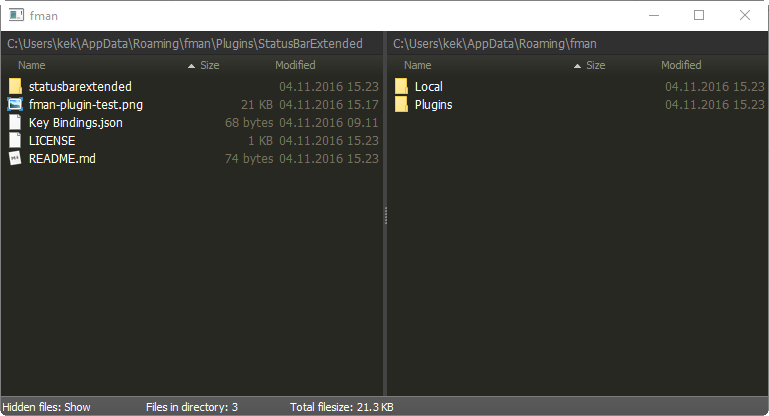 fman
C:\Users\kek\AppData\Roaming\fman\Plugins\StatusBarExtended
Name Size Modified
statusbarextended 04.11.2016 15.23
fman-plugin-test.png 21 KB 04.11.2016 15.17
Key Bindings.json 68 bytes 04.11.2016 09.11
LICENSE 1 KB 04.11.2016 15.23
README.md 74 bytes 04.11.2016 15.23
C:\Users\kek\AppData\Roaming\fman
Name Size Modified
Local 04.11.2016 15.23
Plugins 04.11.2016 15.23
Hidden files: Show Files in directory: 3 Total filesize: 21.3 KB